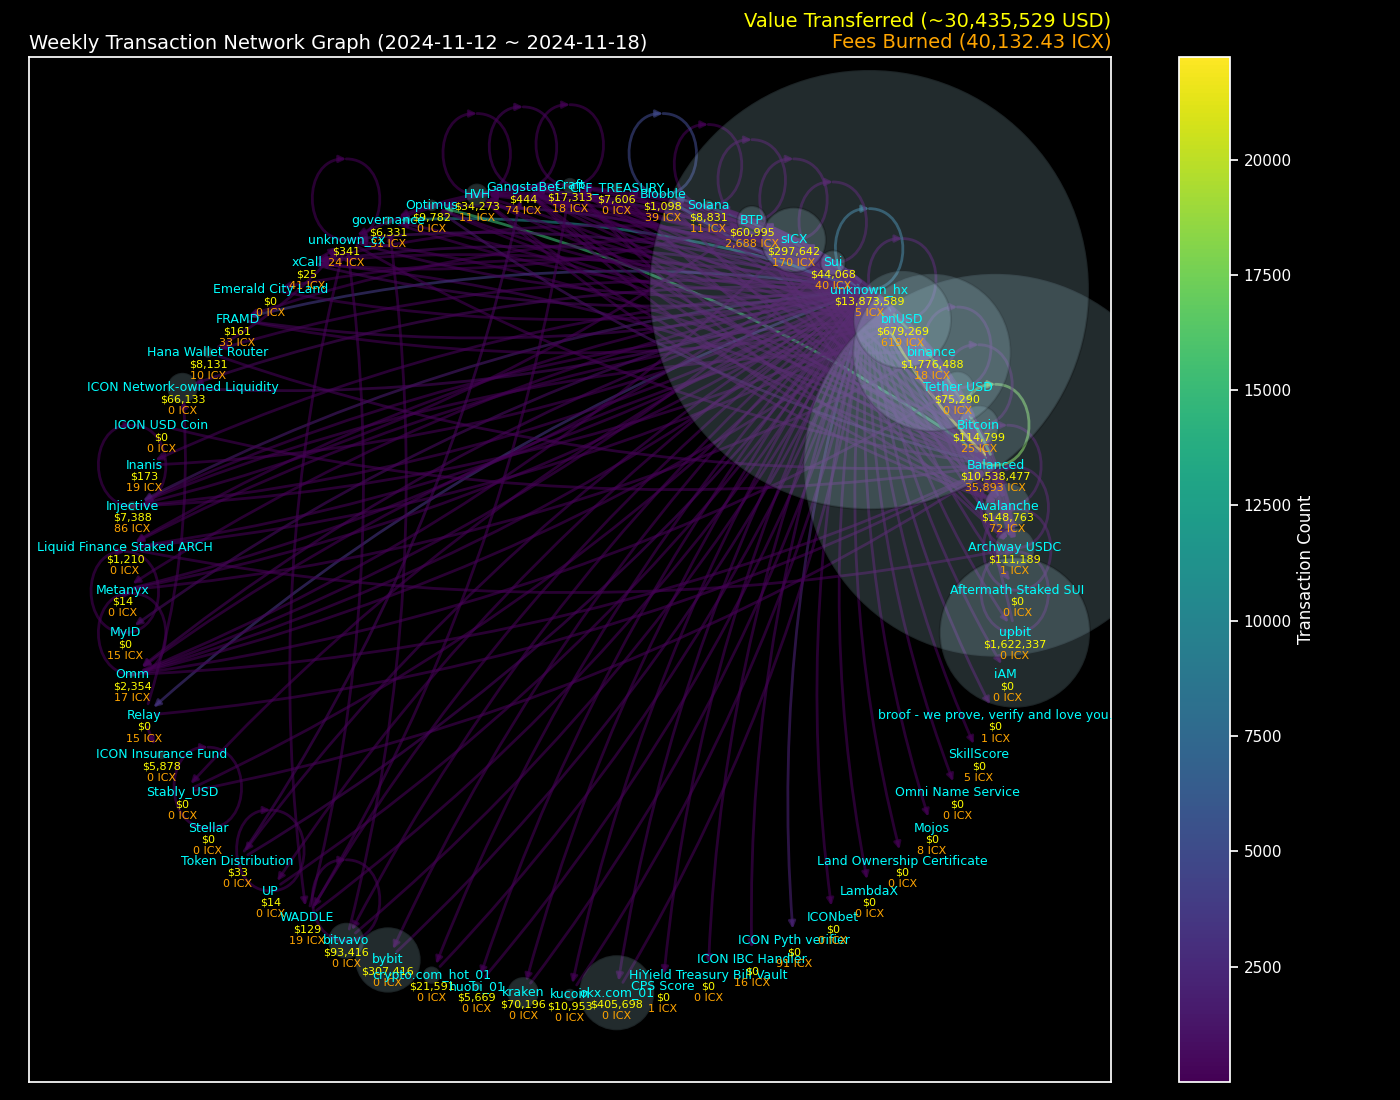 Value Transferred (~30,435,529 USD)
Weekly Transaction Network Graph (2024-11-12 ~ 2024-11-18)
Fees Burned (40,132.43 ICX)
HVH
$34,273
11 ICX
GangstaBet
$444
74 ICX
Craft
$17,313
18 ICX
CPF_TREASURY
$7,606
0 ICX
Blobble
$1,098
39 ICX
Solana
$8,831
11 ICX
BTP
$60,995
2,688 ICX
sICX
$297,642
170 ICX
Sui
$44,068
40 ICX
unknown_hx
$13,873,589
5 ICX
bnUSD
$679,269
619 ICX
binance
$1,776,488
18 ICX
Tether USD
$75,290
0 ICX
Bitcoin
$114,799
25 ICX
Balanced
$10,538,477
35,893 ICX
Avalanche
$148,763
72 ICX
Archway USDC
$111,189
1 ICX
Aftermath Staked SUI
$0
0 ICX
upbit
$1,622,337
0 ICX
iAM
$0
0 ICX
broof - we prove, verify and love you
$0
1 ICX
SkillScore
$0
5 ICX
Omni Name Service
$0
0 ICX
Mojos
$0
8 ICX
Land Ownership Certificate
$0
0 ICX
LambdaX
$0
0 ICX
ICONbet
$0
ICON Pyth verifier
$0
91 ICX
ICON IBC Handler
$0
16 ICX
HiYield Treasury Bill Vault
$0
0 ICX
CPS Score
$0
1 ICX
okx.com_01
$405,698
0 ICX
kucoin
$10,953
0 ICX
kraken
$70,196
0 ICX
huobi_01
$5,669
0 ICX
crypto.com_hot_01
$21,591
0 ICX
bybit
$307,416
0 ICX
bitvavo
$93,416
0 ICX
WADDLE
$129
19 ICX
UP
$14
0 ICX
Token Distribution
$33
0 ICX
Stellar
$0
0 ICX
Stably_USD
$0
0 ICX
ICON Insurance Fund
$5,878
0 ICX
Relay
$0
15 ICX
Omm
$2,354
17 ICX
MyID
$0
15 ICX
Metanyx
$14
0 ICX
Liquid Finance Staked ARCH
$1,210
0 ICX
Injective
$7,388
86 ICX
Inanis
$173
19 ICX
ICON USD Coin
$0
0 ICX
ICON Network-owned Liquidity
$66,133
0 ICX
Hana Wallet Router
$8,131
10 ICX
FRAMD
$161
33 ICX
Emerald City Land
$0
0 ICX
xCall
$25
41 ICX
unknown_cx
$341
24 ICX
governance
$6,331
Optimus
$9,782
0 ICX
20000
17500
15000
12500
10000
7500
5000
2500
Transaction Count